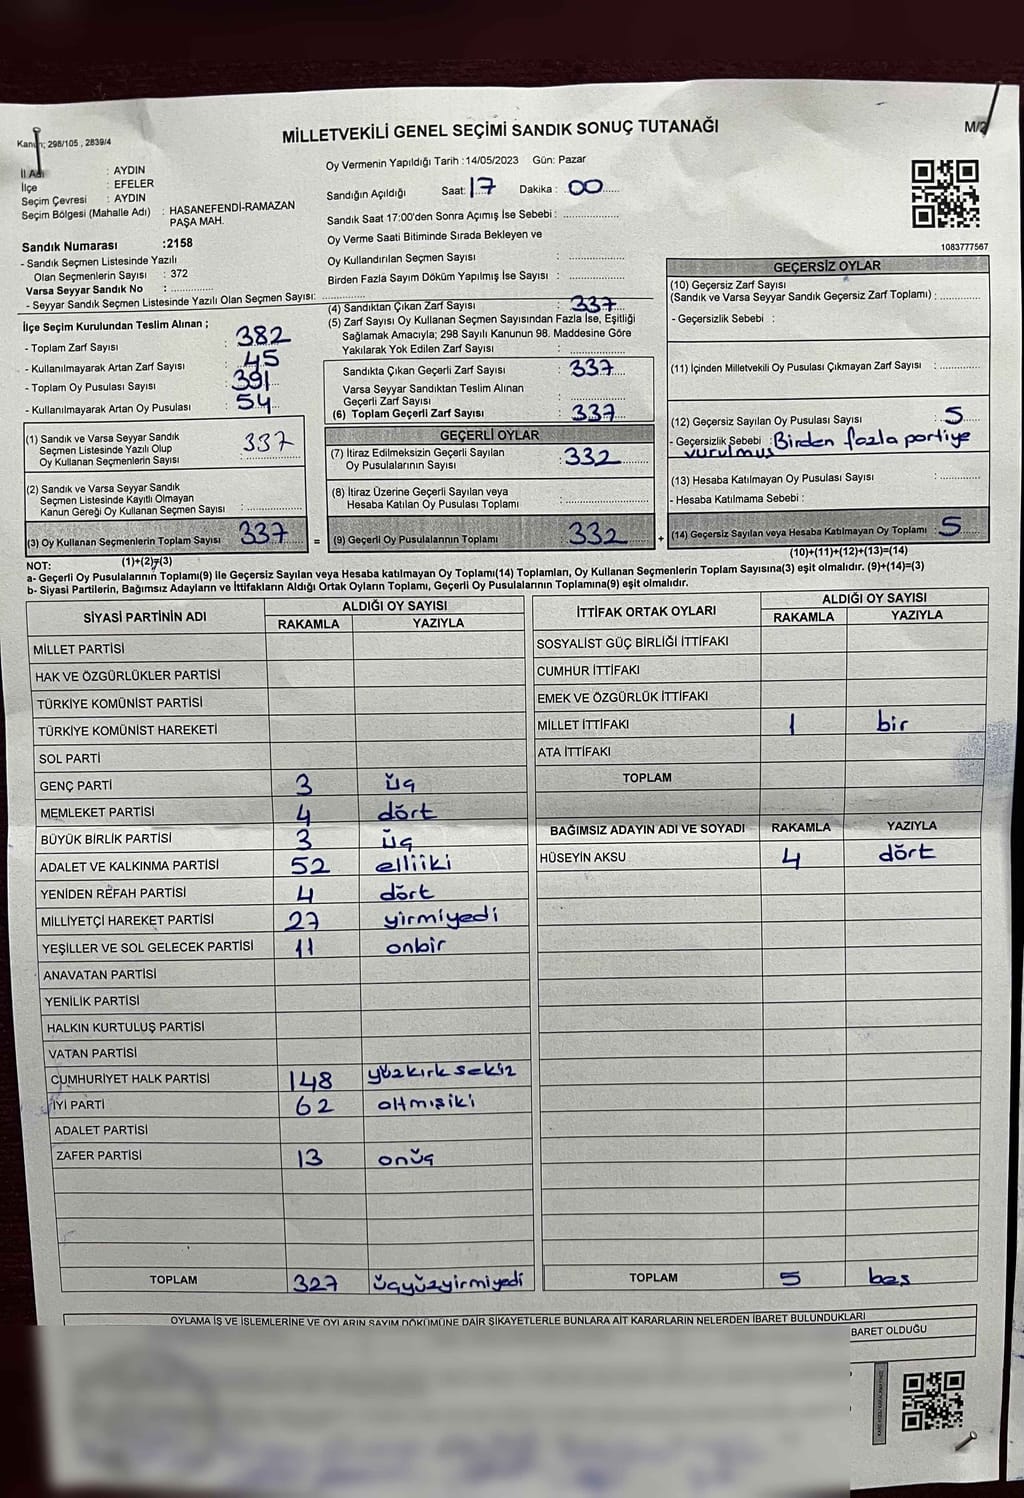 Kanun; 298/105 , 2839/4
MİLLETVEKİLİ GENEL SEÇİMİ SANDIK SONUÇ TUTANAĞI
M/2
İl Adı : AYDIN
İlçe : EFELER
Seçim Çevresi : AYDIN
Seçim Bölgesi (Mahalle Adı) : HASANEFENDİ-RAMAZAN PAŞA MAH.
Sandık Numarası :2158
- Sandık Seçmen Listesinde Yazılı
Olan Seçmenlerin Sayısı : 372
Varsa Seyyar Sandık No : ............
- Seyyar Sandık Seçmen Listesinde Yazılı Olan Seçmen Sayısı: ............
Oy Vermenin Yapıldığı Tarih :14/05/2023 Gün: Pazar
Sandığın Açıldığı Saat: 17 Dakika : 00
Sandık Saat 17:00'den Sonra Açımış İse Sebebi : ............
Oy Verme Saati Bitiminde Sırada Bekleyen ve
Oy Kullandırılan Seçmen Sayısı : ............
Birden Fazla Sayım Döküm Yapılmış İse Sayısı : ............
1083777567
İlçe Seçim Kurulundan Teslim Alınan ;
- Toplam Zarf Sayısı : 382
- Kullanılmayarak Artan Zarf Sayısı : 45
- Toplam Oy Pusulası Sayısı : 391
- Kullanılmayarak Artan Oy Pusulası : 54
(1) Sandık ve Varsa Seyyar Sandık
Seçmen Listesinde Yazılı Olup
Oy Kullanan Seçmenlerin Sayısı : 337
(2) Sandık ve Varsa Seyyar Sandık
Seçmen Listesinde Kayıtlı Olmayan
Kanun Gereği Oy Kullanan Seçmen Sayısı : ............
(3) Oy Kullanan Seçmenlerin Toplam Sayısı : 337 =
(1)+(2)=(3)
(4) Sandıktan Çıkan Zarf Sayısı : 337
(5) Zarf Sayısı Oy Kullanan Seçmen Sayısından Fazla İse, Eşitliği
Sağlamak Amacıyla; 298 Sayılı Kanunun 98. Maddesine Göre
Yakılarak Yok Edilen Zarf Sayısı : ............
Sandıkta Çıkan Geçerli Zarf Sayısı : 337
Varsa Seyyar Sandıktan Teslim Alınan
Geçerli Zarf Sayısı : ............
(6) Toplam Geçerli Zarf Sayısı : 337
GEÇERLİ OYLAR
(7) İtiraz Edilmeksizin Geçerli Sayılan
Oy Pusulalarının Sayısı : 332
(8) İtiraz Üzerine Geçerli Sayılan veya
Hesaba Katılan Oy Pusulası Toplamı : ............
(9) Geçerli Oy Pusulalarının Toplamı : 332 +
GEÇERSİZ OYLAR
(10) Geçersiz Zarf Sayısı
(Sandık ve Varsa Seyyar Sandık Geçersiz Zarf Toplamı) : ............
- Geçersizlik Sebebi :
(11) İçinden Milletvekili Oy Pusulası Çıkmayan Zarf Sayısı : ............
(12) Geçersiz Sayılan Oy Pusulası Sayısı : 5
- Geçersizlik Sebebi : Birden fazla partiye
vurulmuş
(13) Hesaba Katılmayan Oy Pusulası Sayısı : ............
- Hesaba Katılmama Sebebi :
(14) Geçersiz Sayılan veya Hesaba Katılmayan Oy Toplamı : 5
(10)+(11)+(12)+(13)=(14)
NOT:
a- Geçerli Oy Pusulalarının Toplamı(9) ile Geçersiz Sayılan veya Hesaba katılmayan Oy Toplamı(14) Toplamları, Oy Kullanan Seçmenlerin Toplam Sayısına(3) eşit olmalıdır. (9)+(14)=(3)
b- Siyasi Partilerin, Bağımsız Adayların ve İttifakların Aldığı Ortak Oyların Toplamı, Geçerli Oy Pusulalarının Toplamına(9) eşit olmalıdır.
SİYASİ PARTİNİN ADI ALDIĞI OY SAYISI
RAKAMLA YAZIYLA
MİLLET PARTİSİ
HAK VE ÖZGÜRLÜKLER PARTİSİ
TÜRKİYE KOMÜNİST PARTİSİ
TÜRKİYE KOMÜNİST HAREKETİ
SOL PARTİ
GENÇ PARTİ 3 üç
MEMLEKET PARTİSİ 4 dört
BÜYÜK BİRLİK PARTİSİ 3 üç
ADALET VE KALKINMA PARTİSİ 52 elliiki
YENİDEN REFAH PARTİSİ 4 dört
MİLLİYETÇİ HAREKET PARTİSİ 27 yirmiyedi
YEŞİLLER VE SOL GELECEK PARTİSİ 11 onbir
ANAVATAN PARTİSİ
YENİLİK PARTİSİ
HALKIN KURTULUŞ PARTİSİ
VATAN PARTİSİ
CUMHURİYET HALK PARTİSİ 148 yüzkırksekiz
İYİ PARTİ 62 altmışiki
ADALET PARTİSİ
ZAFER PARTİSİ 13 onüç
TOPLAM 327 üçyüzyirmiyedi
İTTİFAK ORTAK OYLARI ALDIĞI OY SAYISI
RAKAMLA YAZIYLA
SOSYALİST GÜÇ BİRLİĞİ İTTİFAKI
CUMHUR İTTİFAKI
EMEK VE ÖZGÜRLÜK İTTİFAKI
MİLLET İTTİFAKI 1 bir
ATA İTTİFAKI
TOPLAM
BAĞIMSIZ ADAYIN ADI VE SOYADI RAKAMLA YAZIYLA
HÜSEYİN AKSU 4 dört
TOPLAM 5 beş
OYLAMA İŞ VE İŞLEMLERİNE VE OYLARIN SAYIM DÖKÜMÜNE DAİR ŞİKAYETLERLE BUNLARA AİT KARARLARIN NELERDEN İBARET BULUNDUKLARI
BARET OLDUĞU